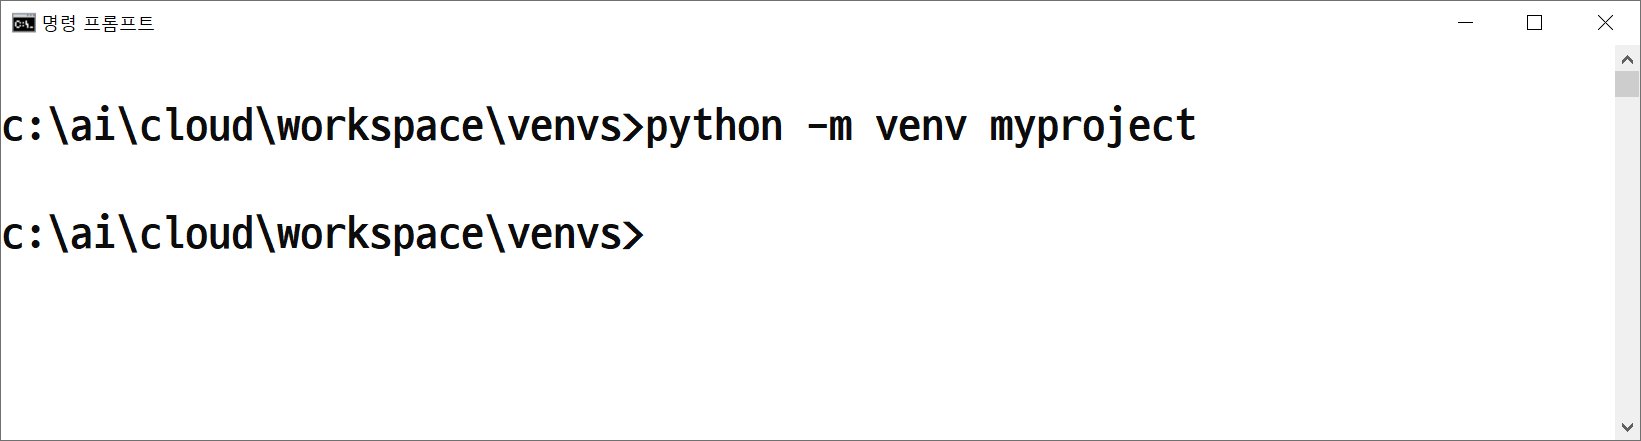 명령 프롬프트
c:\ai\cloud\workspace\venvs>python -m venv myproject
c:\ai\cloud\workspace\venvs>